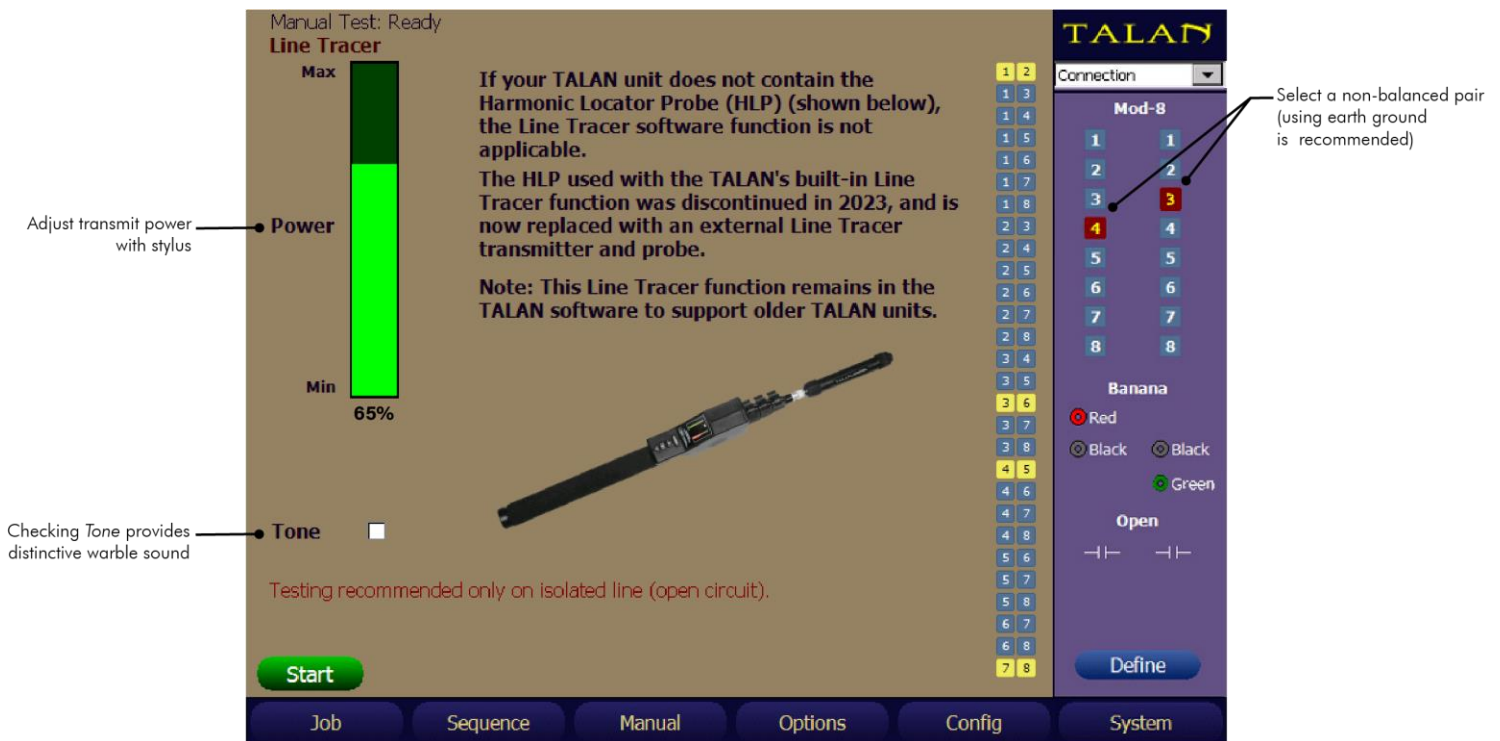 Manual Test: Ready
Line Tracer
Max
Power
Min
65%
Tone
If your TALAN unit does not contain the
Harmonic Locator Probe (HLP) (shown below),
the Line Tracer software function is not
applicable.
The HLP used with the TALAN's built-in Line
Tracer function was discontinued in 2023, and is
now replaced with an external Line Tracer
transmitter and probe.
Note: This Line Tracer function remains in the
TALAN software to support older TALAN units.
Testing recommended only on isolated line (open circuit).
Start
1 2
1 3
1 4
1 5
1 6
1 7
1 8
2 3
2 4
2 5
2 6
2 7
2 8
3 4
3 5
3 6
3 7
3 8
4 5
4 6
4 7
4 8
5 6
5 7
5 8
6 7
6 8
7 8
TALAN
Connection
Mod-8
1 1
2 2
3 3
4 4
5 5
6 6
7 7
8 8
Banana
Red
Black Black
Green
Open
Define
Job Sequence Manual Options Config System
Adjust transmit power
with stylus
Checking Tone provides
distinctive warble sound
Select a non-balanced pair
(using earth ground
is recommended)